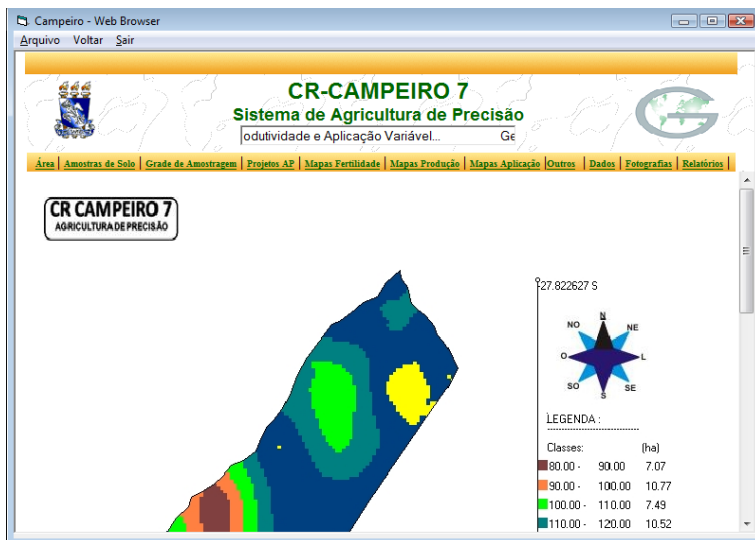 Campeiro - Web Browser
Arquivo Voltar Sair
CR-CAMPEIRO 7
Sistema de Agricultura de Precisão
odutividade e Aplicação Variável... Ge
Área | Amostras de Solo | Grade de Amostragem | Projetos AP | Mapas Fertilidade | Mapas Produção | Mapas Aplicação |Outros | Dados | Fotografias | Relatórios |
CR CAMPEIRO 7
AGRICULTURA DE PRECISÃO
-27.822627 S
N
NO NE
O L
SO SE
S
LEGENDA :
Classes: (ha)
80.00 - 90.00 7.07
90.00 - 100.00 10.77
100.00 - 110.00 7.49
110.00 - 120.00 10.52